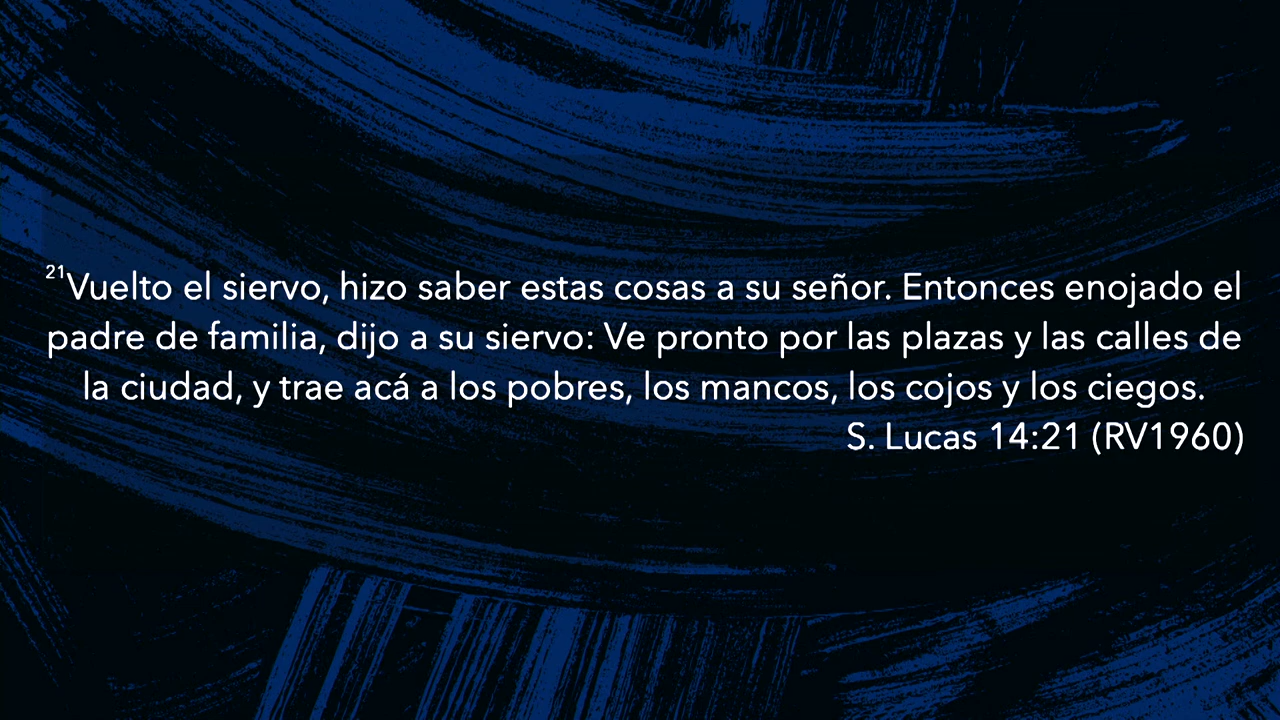 ²¹Vuelto el siervo, hizo saber estas cosas a su señor. Entonces enojado el
padre de familia, dijo a su siervo: Ve pronto por las plazas y las calles de
la ciudad, y trae acá a los pobres, los mancos, los cojos y los ciegos.
S. Lucas 14:21 (RV1960)